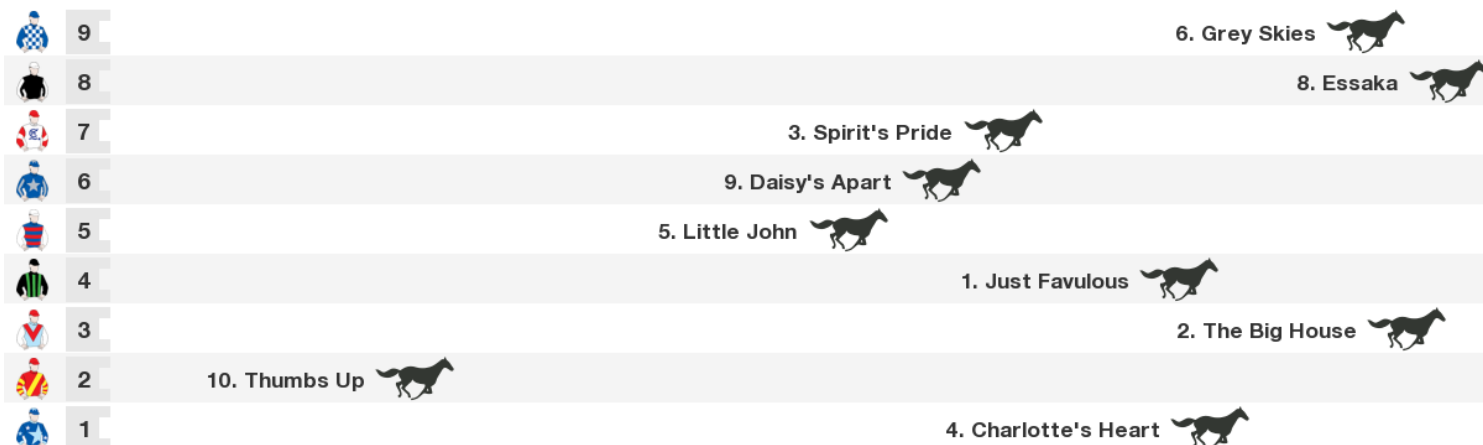 9 6. Grey Skies
8 8. Essaka
7 3. Spirit's Pride
6 9. Daisy's Apart
5 5. Little John
4 1. Just Favulous
3 2. The Big House
2 10. Thumbs Up
1 4. Charlotte's Heart